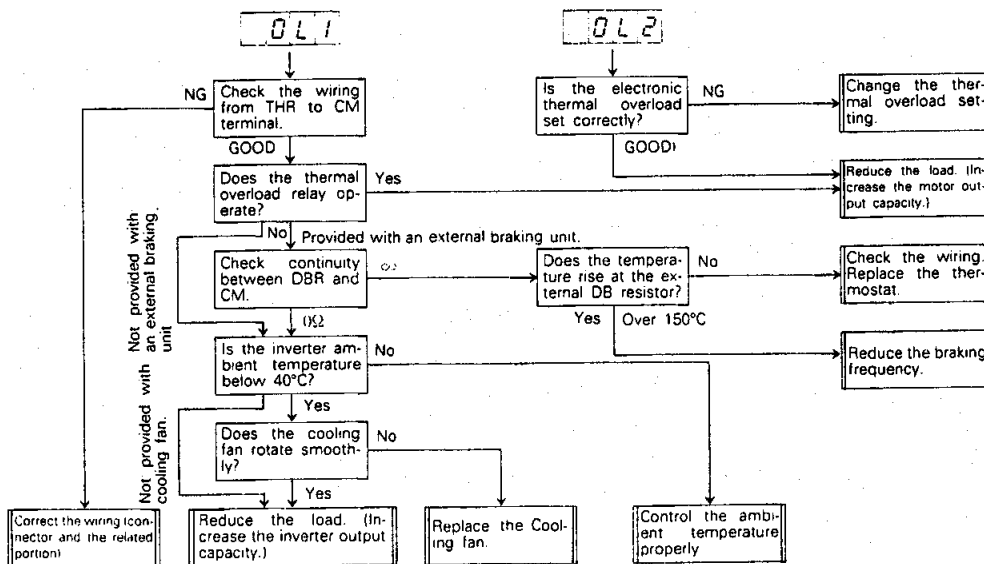 OL1
OL2
NG
Check the wiring
from THR to CM
terminal.
GOOD
Is the electronic
thermal overload
set correctly?
NG
GOOD)
Change the ther-
mal overload set-
ting.
Does the thermal
overload relay op-
erate?
Yes
Reduce the load. (In-
crease the motor out-
put capacity.)
No
Provided with an external braking unit.
Not provided with
an external braking.
unit
Check continuity
between DBR and
CM.
∞
0Ω
Does the tempera-
ture rise at the ex-
ternal DB resistor?
No
Yes
Over 150°C
Check the wiring.
Replace the ther-
mostat.
Is the inverter am-
bient temperature
below 40°C?
No
Yes
Reduce the braking
frequency.
Not provided with
cooling fan.
Does the cooling
fan rotate smooth-
ly?
No
Yes
Correct the wiring (con-
nector and the related
portion)
Reduce the load. (In-
crease the inverter output
capacity.)
Replace the Cool-
ing fan.
Control the ambi-
ent temperature
properly